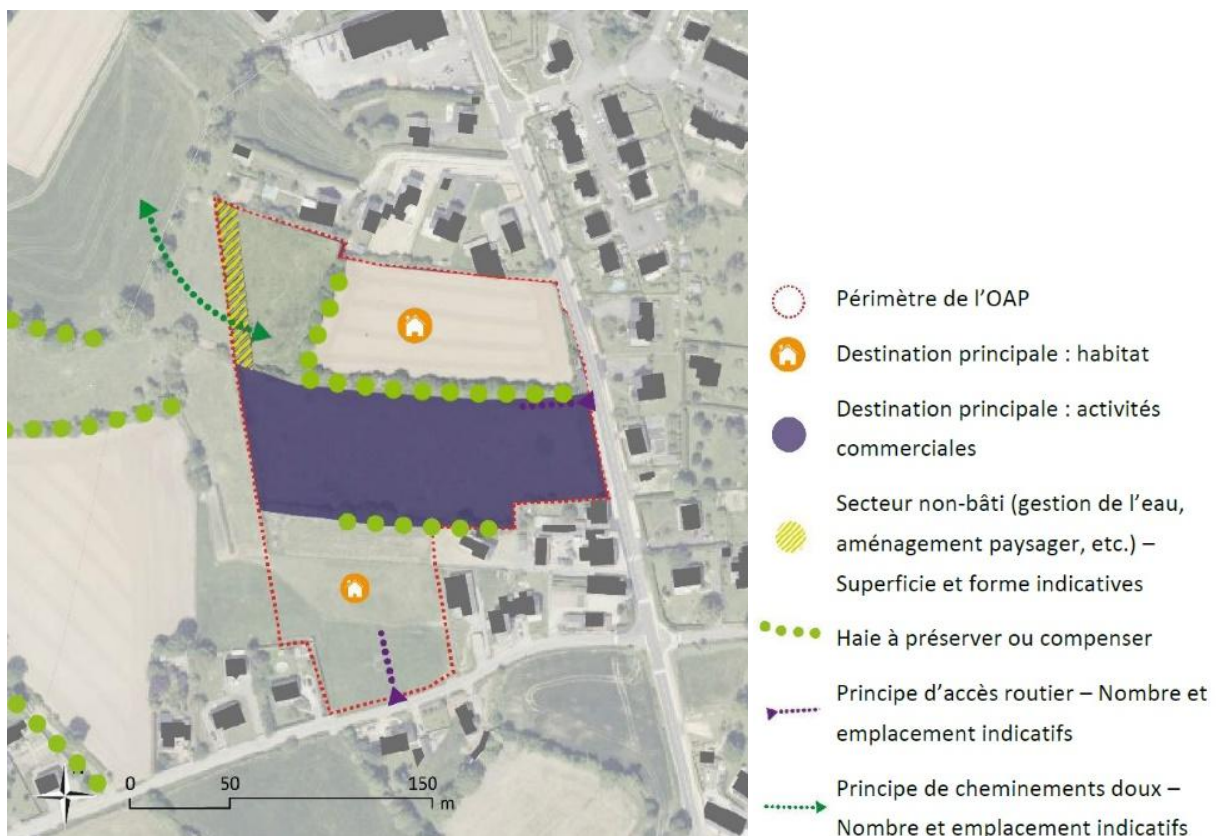 Périmètre de l’OAP
Destination principale : habitat
Destination principale : activités
commerciales
Secteur non-bâti (gestion de l’eau,
aménagement paysager, etc.) –
Superficie et forme indicatives
Haie à préserver ou compenser
Principe d’accès routier – Nombre et
emplacement indicatifs
Principe de cheminements doux –
Nombre et emplacement indicatifs
0 50 150
m